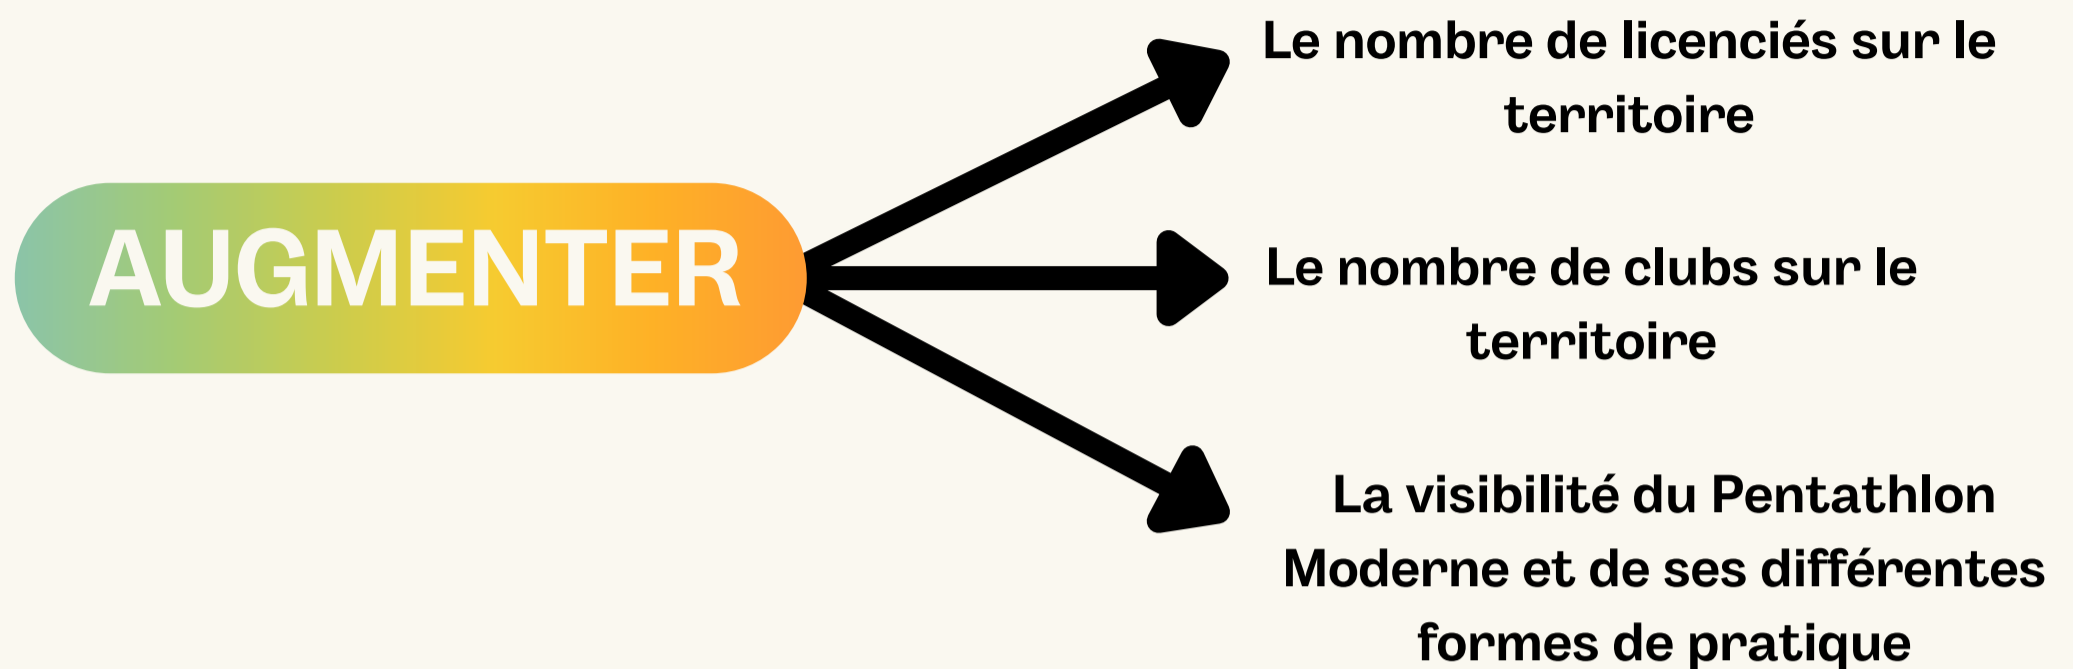 AUGMENTER
Le nombre de licenciés sur le
territoire
Le nombre de clubs sur le
territoire
La visibilité du Pentathlon
Moderne et de ses différentes
formes de pratique